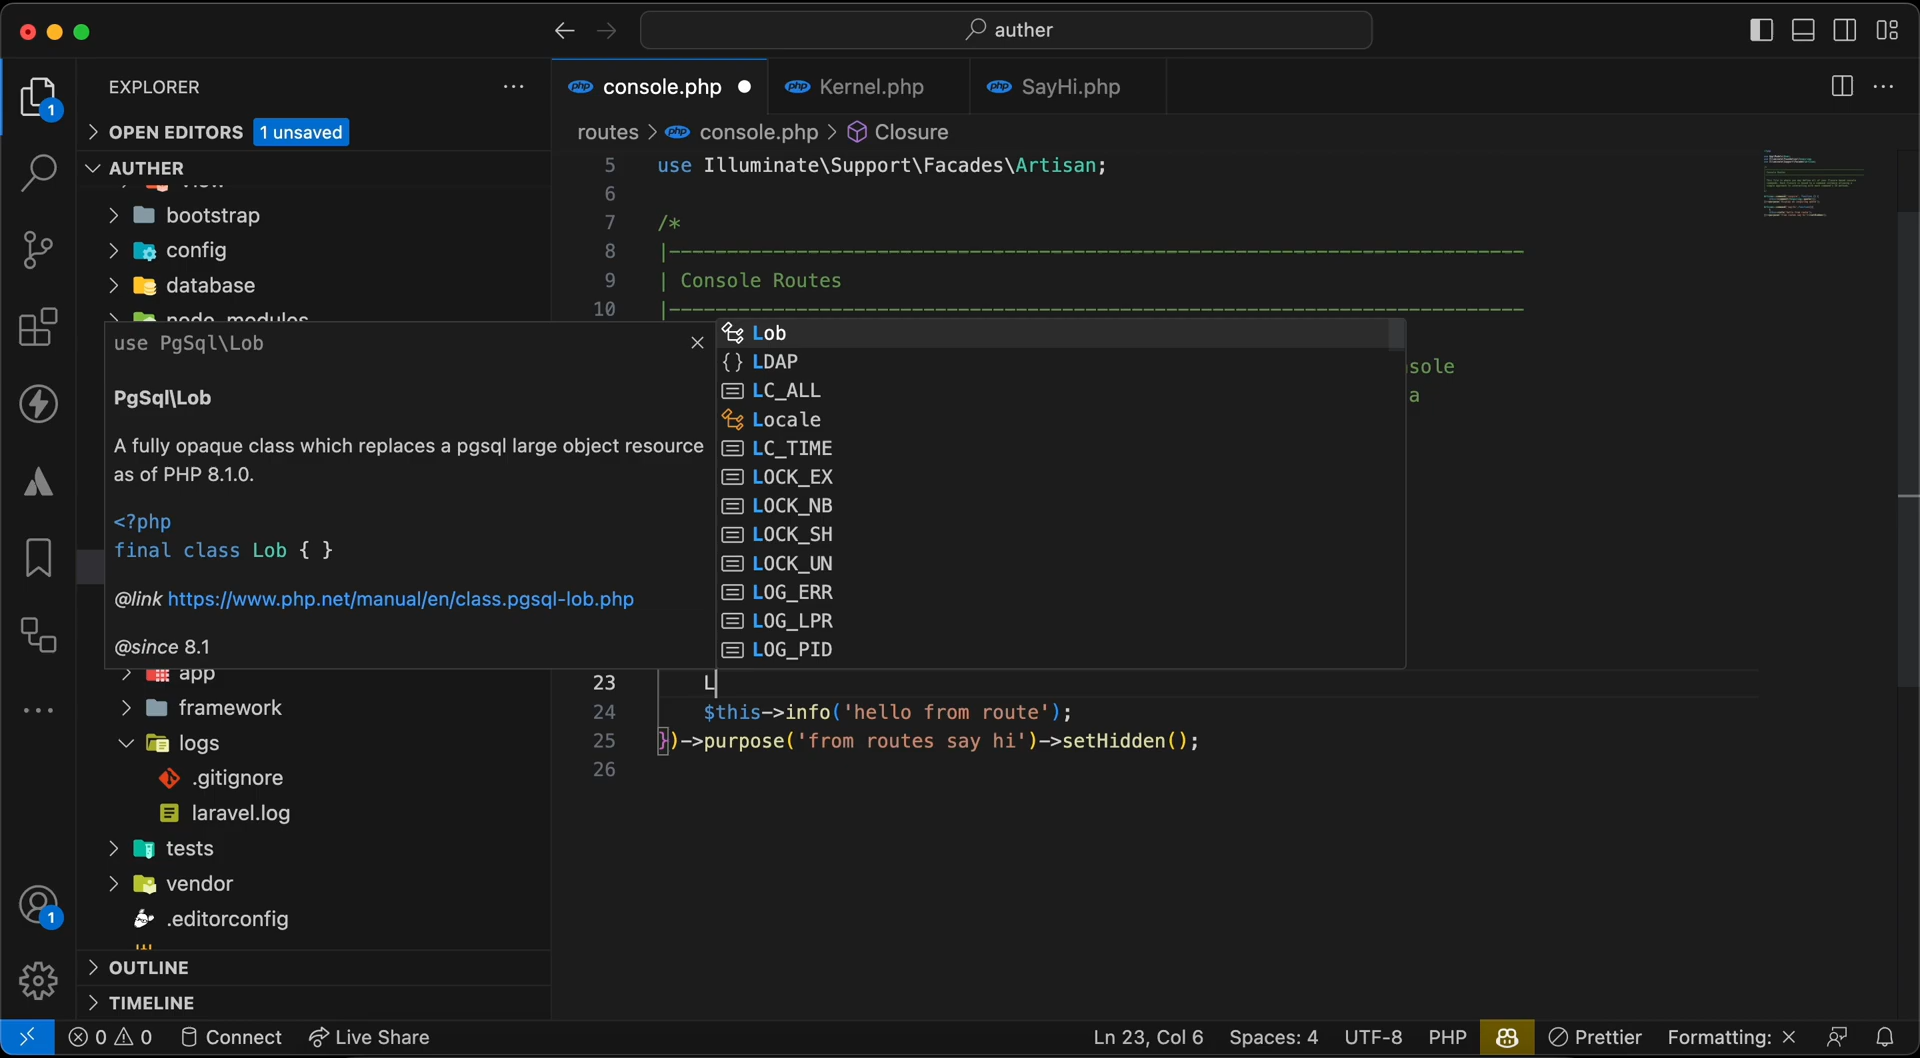 auther
EXPLORER
console.php
Kernel.php
SayHi.php
1
OPEN EDITORS 1 unsaved
routes > console.php > Closure
AUTHER
bootstrap
config
database
node_modules
5 use Illuminate\Support\Facades\Artisan;
6
7 /*
8 |--------------------------------------------------------------------------
9 | Console Routes
10 |--------------------------------------------------------------------------
sole
a
use PgSql\Lob
PgSql\Lob
A fully opaque class which replaces a pgsql large object resource
as of PHP 8.1.0.
<?php
final class Lob { }
@link https://www.php.net/manual/en/class.pgsql-lob.php
@since 8.1
Lob
LDAP
LC_ALL
Locale
LC_TIME
LOCK_EX
LOCK_NB
LOCK_SH
LOCK_UN
LOG_ERR
LOG_LPR
LOG_PID
app
framework
logs
.gitignore
laravel.log
tests
vendor
.editorconfig
23 L
24 $this->info('hello from route');
25 })->purpose('from routes say hi')->setHidden();
26
1
OUTLINE
TIMELINE
0 0 Connect Live Share
Ln 23, Col 6 Spaces: 4 UTF-8 PHP Prettier Formatting: ×